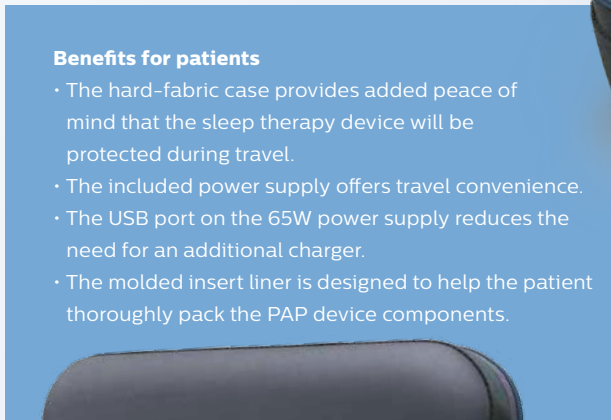 Benefits for patients
· The hard-fabric case provides added peace of
mind that the sleep therapy device will be
protected during travel.
· The included power supply offers travel convenience.
· The USB port on the 65W power supply reduces the
need for an additional charger.
· The molded insert liner is designed to help the patient
thoroughly pack the PAP device components.